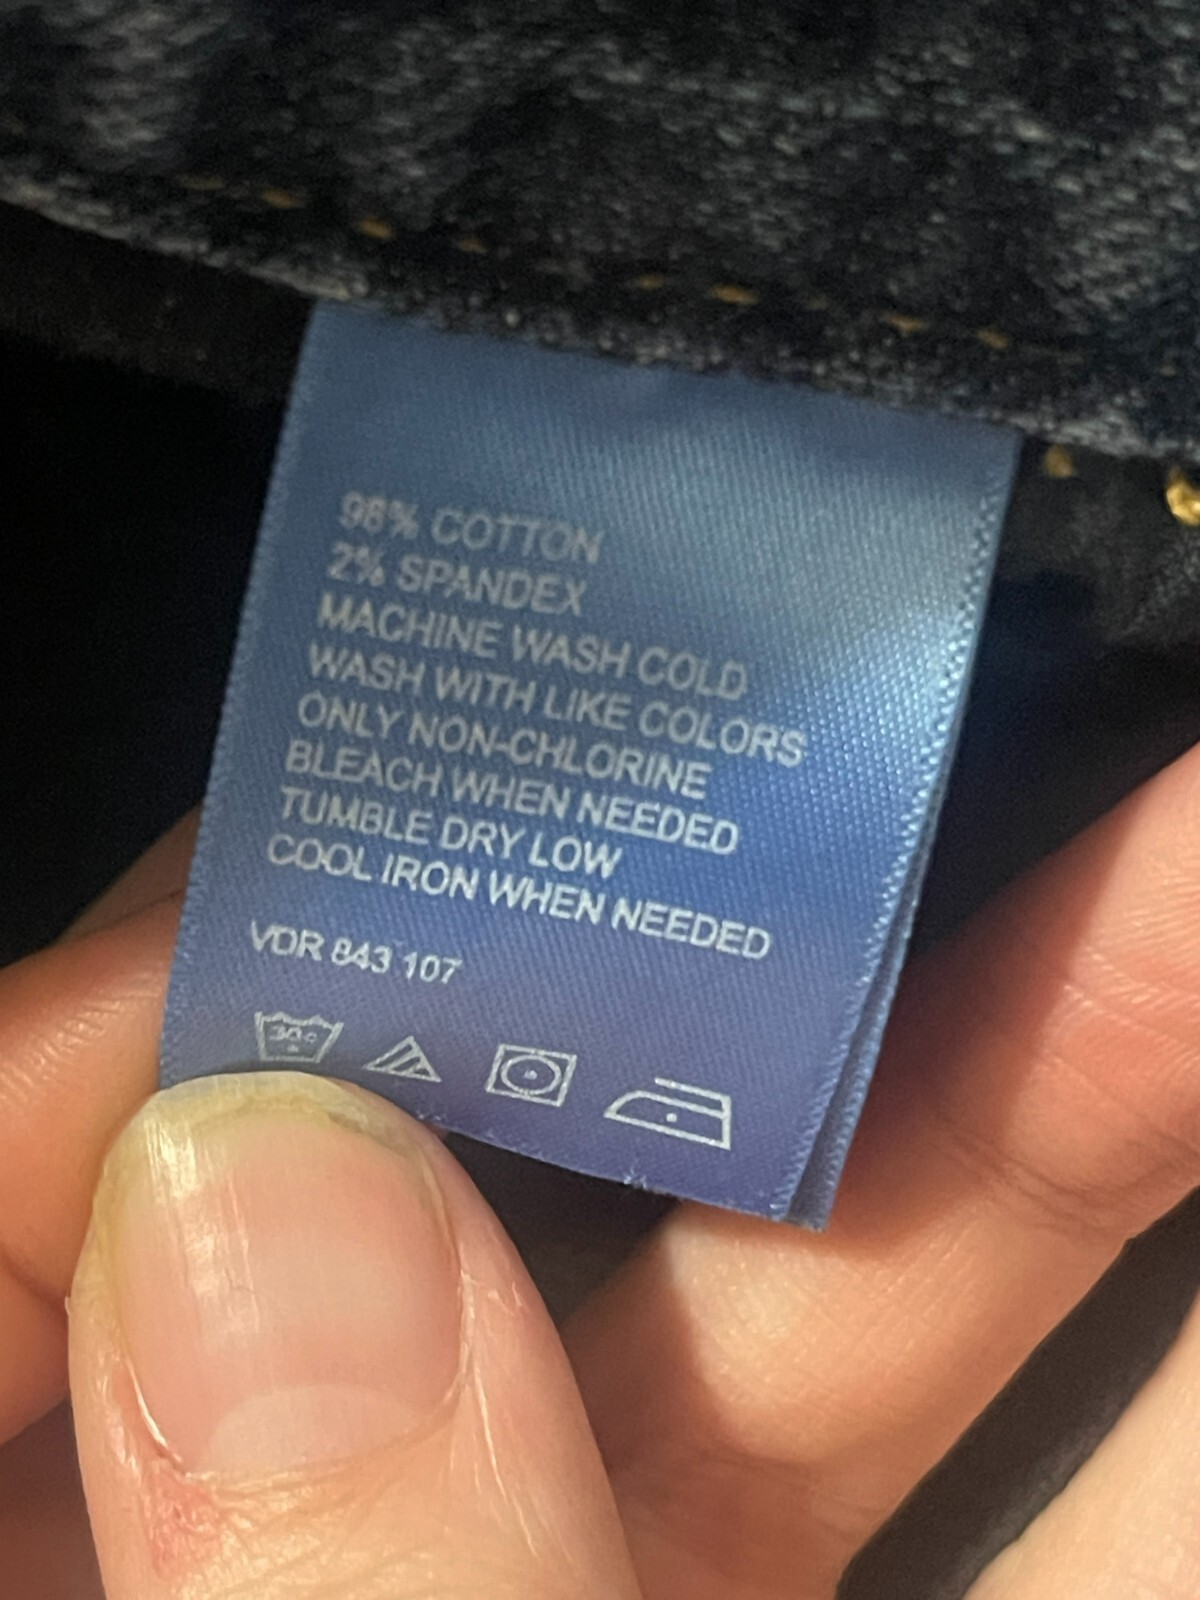 98% COTTON
2% SPANDEX
MACHINE WASH COLD
WASH WITH LIKE COLORS
ONLY NON-CHLORINE
BLEACH WHEN NEEDED
TUMBLE DRY LOW
COOL IRON WHEN NEEDED
VDR 843 107
30c